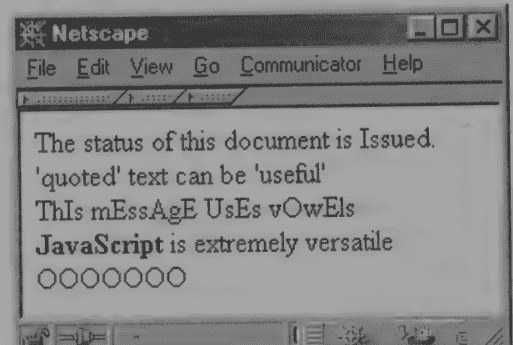 Netscape
File Edit View Go Communicator Help
The status of this document is Issued.
'quoted' text can be 'useful'
ThIs mEssAgE UsEs vOwEls
JavaScript is extremely versatile
OOOOOOO